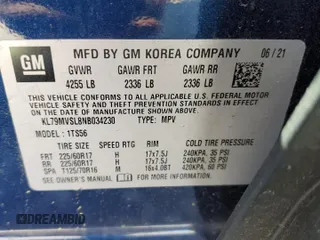 GM
MFD BY GM KOREA COMPANY 06/21
GVWR GAWR FRT GAWR RR
4255 LB 2336 LB 2336 LB
THIS VEHICLE CONFORMS TO ALL APPLICABLE U.S. FEDERAL MOTOR
VEHICLE SAFETY AND THEFT PREVENTION STANDARDS IN EFFECT
ON THE DATE OF MANUFACTURE SHOWN ABOVE.
KL79MVSL8NB034230 TYPE: MPV
MODEL: 1TS56
TIRE SIZE SPEED RTG RIM COLD TIRE PRESSURE
FRT 225/60R17 H 17x7.5J 240KPA, 35 PSI
RR 225/60R17 H 17x7.5J 240KPA, 35 PSI
SPA T125/70R16 M 16x4.0BT 420KPA, 60 PSI
SEE OWNER'S MANUAL